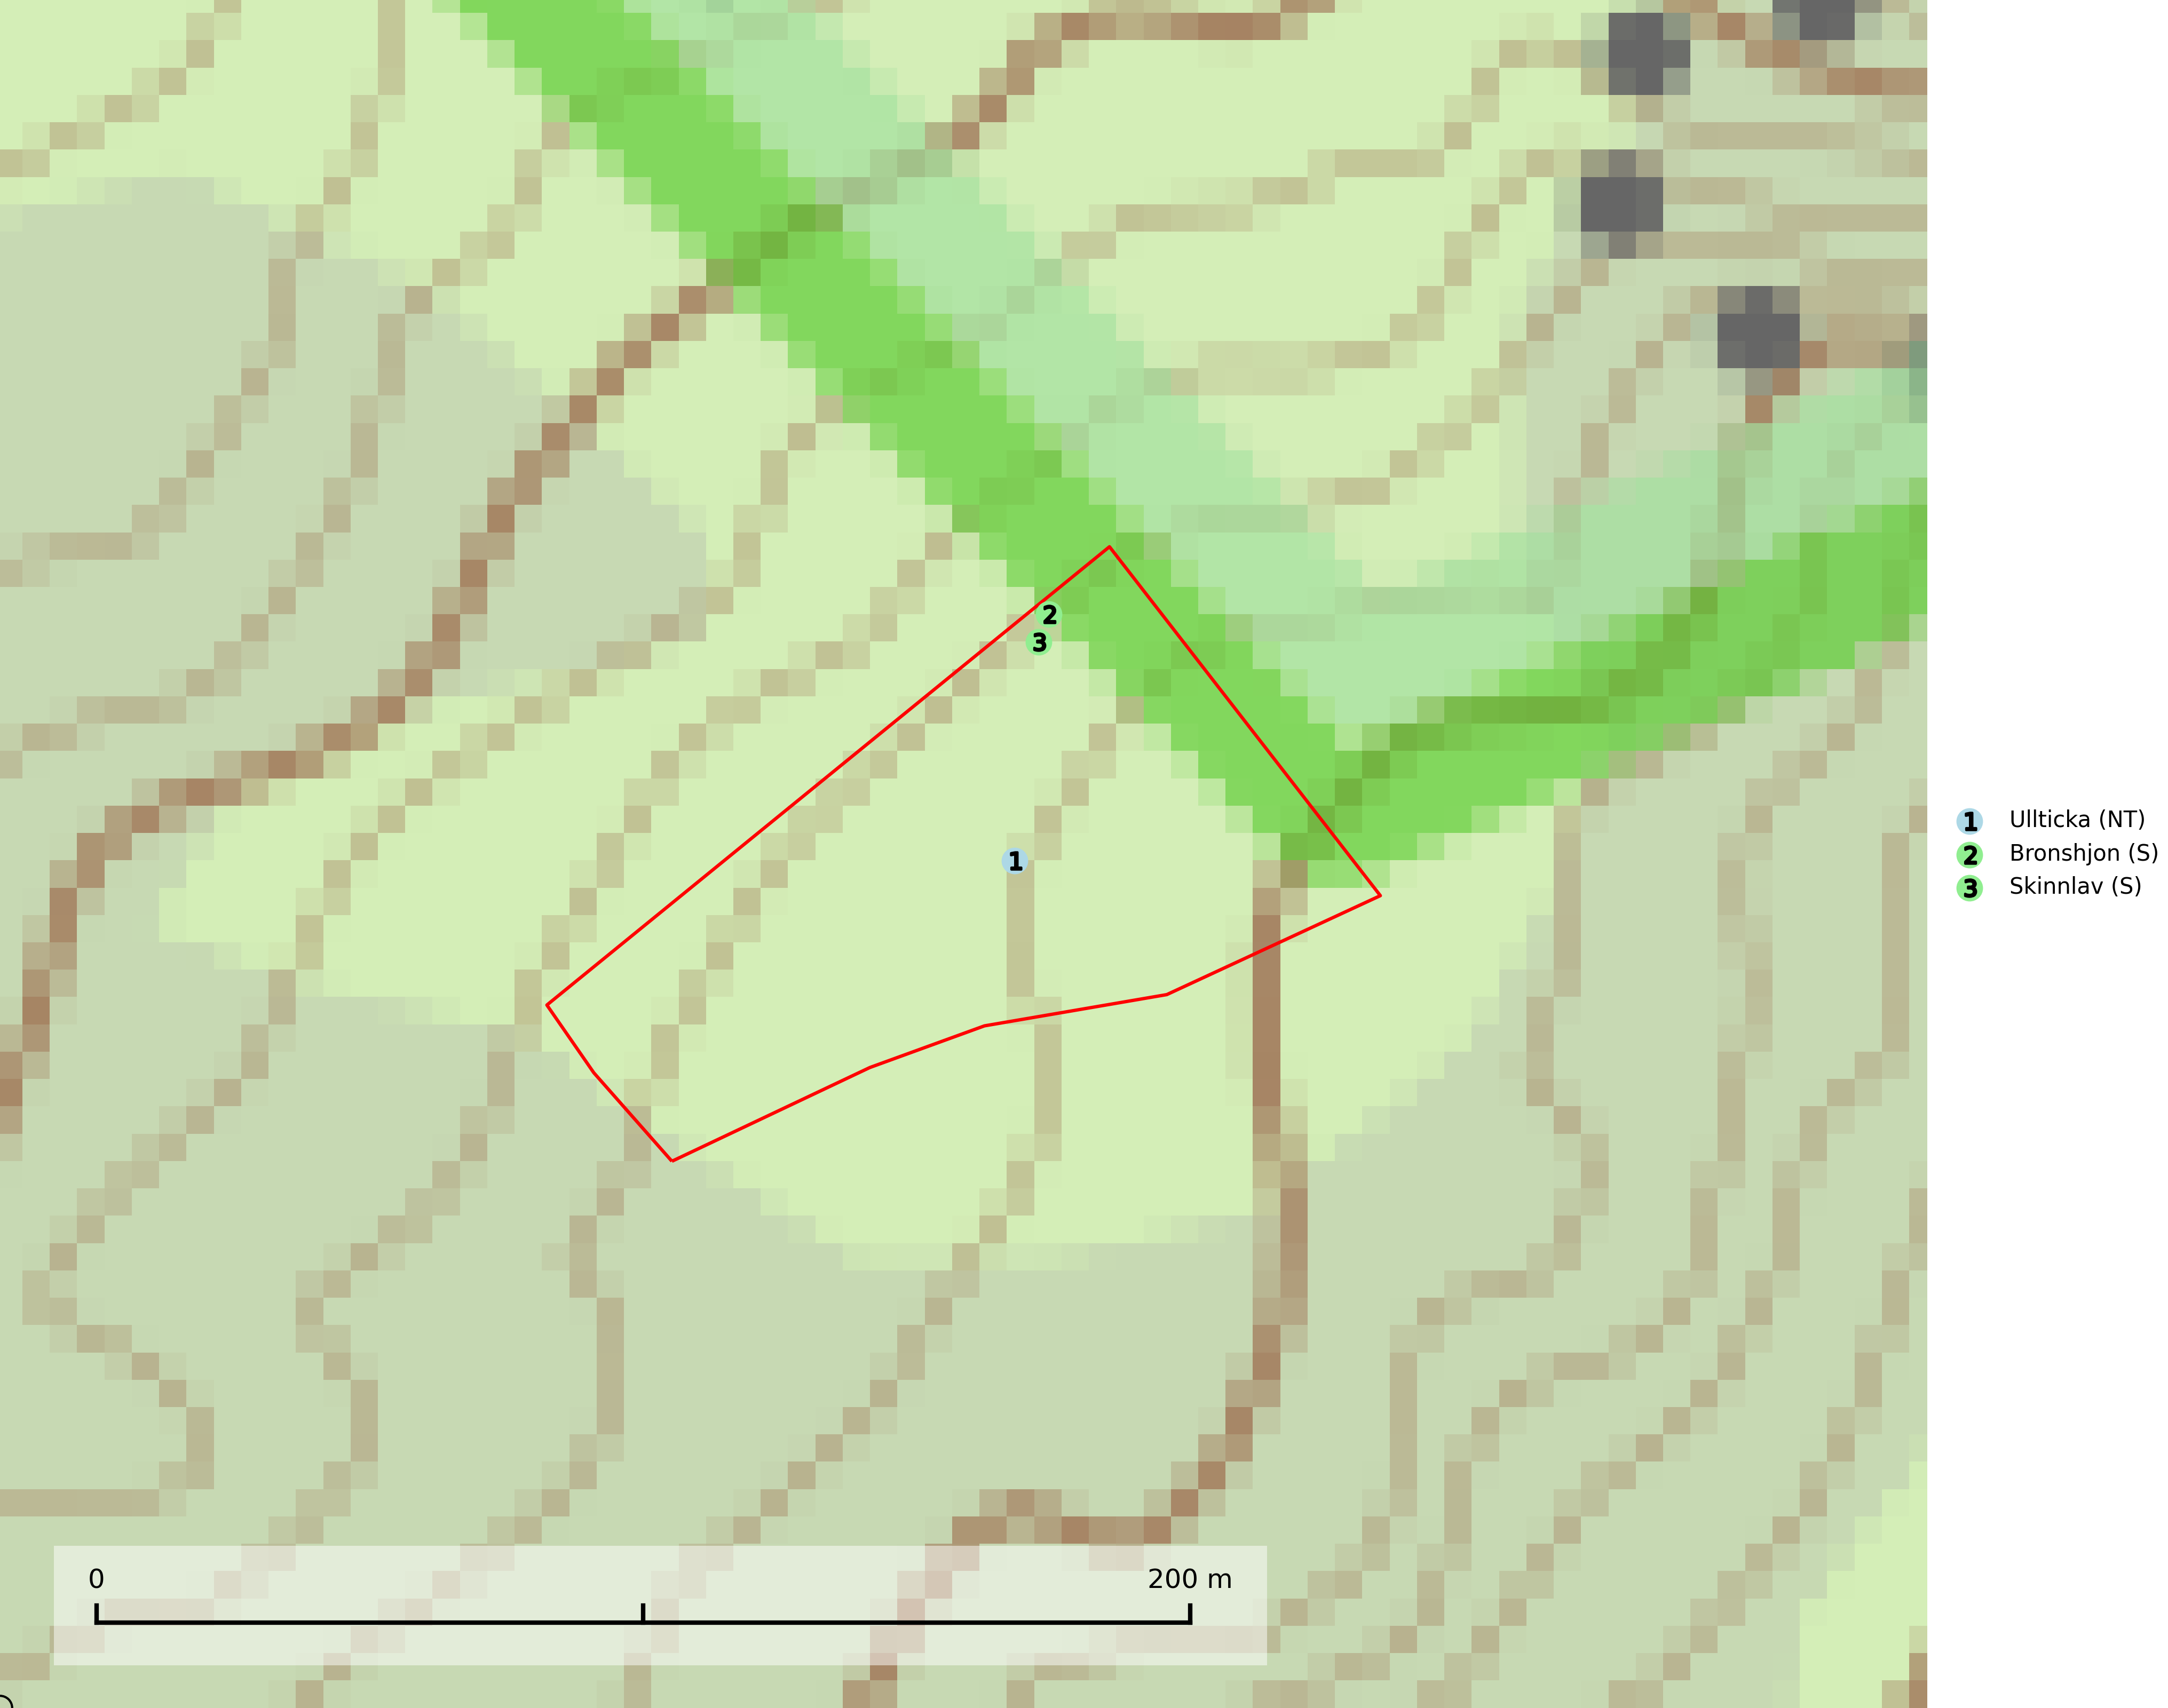 2
3
1
1 Ullticka (NT)
2 Bronshjon (S)
3 Skinnlav (S)
0 200 m